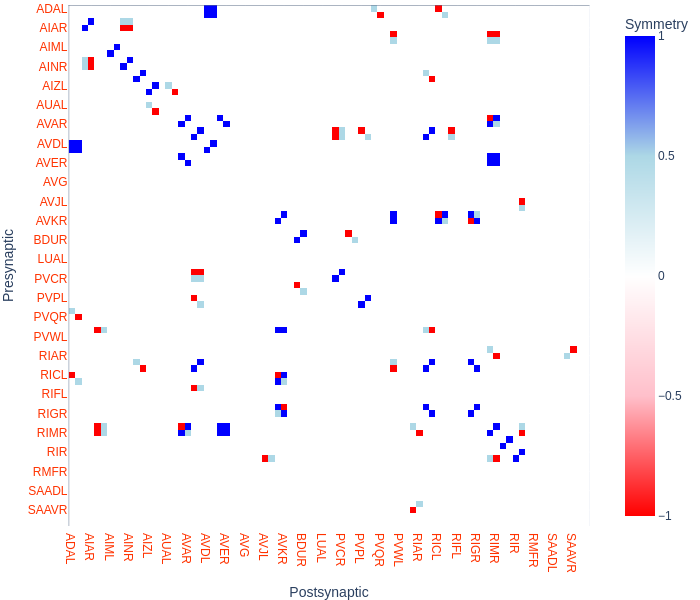 Symmetry
1
0.5
0
−0.5
−1
Presynaptic
ADAL
AIAR
AIML
AINR
AIZL
AUAL
AVAR
AVDL
AVER
AVG
AVJL
AVKR
BDUR
LUAL
PVCR
PVPL
PVQR
PVWL
RIAR
RICL
RIFL
RIGR
RIMR
RIR
RMFR
SAADL
SAAVR
ADAL
AIAR
AIML
AINR
AIZL
AUAL
AVAR
AVDL
AVER
AVG
AVJL
AVKR
BDUR
LUAL
PVCR
PVPL
PVQR
PVWL
RIAR
RICL
RIFL
RIGR
RIMR
RIR
RMFR
SAADL
SAAVR
Postsynaptic